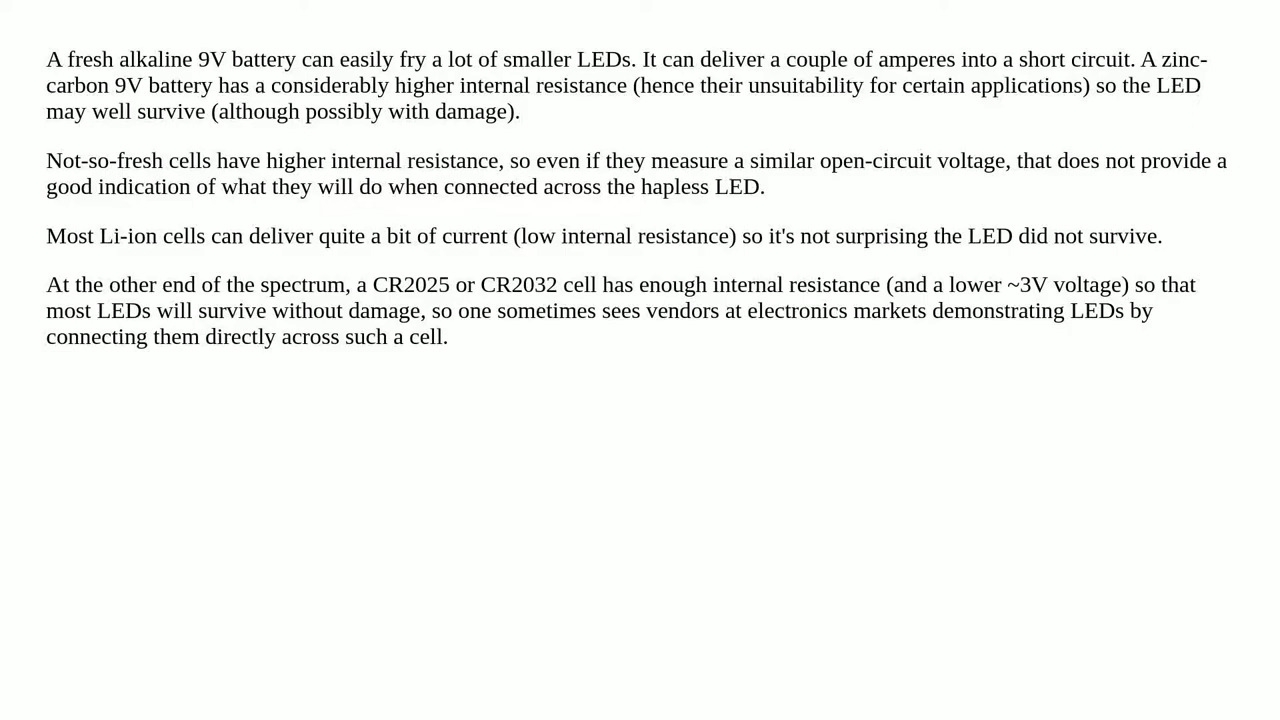 A fresh alkaline 9V battery can easily fry a lot of smaller LEDs. It can deliver a couple of amperes into a short circuit. A zinc-
carbon 9V battery has a considerably higher internal resistance (hence their unsuitability for certain applications) so the LED
may well survive (although possibly with damage).
Not-so-fresh cells have higher internal resistance, so even if they measure a similar open-circuit voltage, that does not provide a
good indication of what they will do when connected across the hapless LED.
Most Li-ion cells can deliver quite a bit of current (low internal resistance) so it's not surprising the LED did not survive.
At the other end of the spectrum, a CR2025 or CR2032 cell has enough internal resistance (and a lower ~3V voltage) so that
most LEDs will survive without damage, so one sometimes sees vendors at electronics markets demonstrating LEDs by
connecting them directly across such a cell.